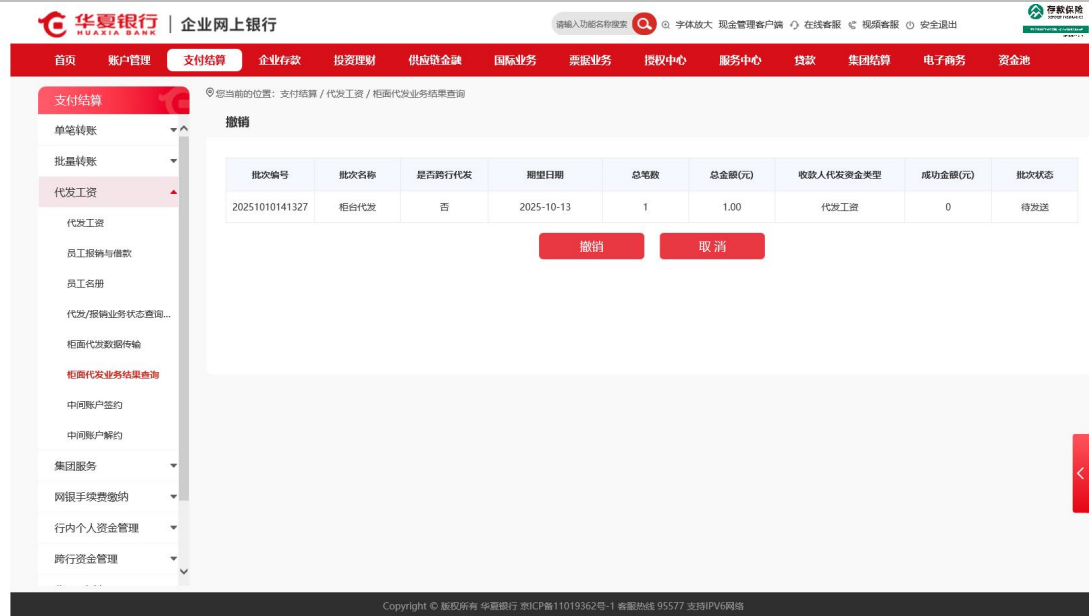 华夏银行 HUAXIA BANK 企业网上银行 请输入功能名称搜索 字体放大 现金管理客户端 在线客服 视频客服 安全退出 存款保险
首页 账户管理 支付结算 企业存款 投资理财 供应链金融 国际业务 票据业务 授权中心 服务中心 贷款 集团结算 电子商务 资金池
支付结算
单笔转账
批量转账
代发工资
代发工资
员工报销与借款
员工名册
代发/报销业务状态查询...
柜面代发数据传输
柜面代发业务结果查询
中间账户签约
中间账户解约
集团服务
网银手续费缴纳
行内个人资金管理
跨行资金管理
您当前的位置：支付结算 / 代发工资 / 柜面代发业务结果查询
撤销
批次编号 批次名称 是否跨行代发 期望日期 总笔数 总金额(元) 收款人代发资金类型 成功金额(元) 批次状态
20251010141327 柜台代发 否 2025-10-13 1 1.00 代发工资 0 待发送
撤销 取消
Copyright © 版权所有 华夏银行 京ICP备11019362号-1 客服热线 95577 支持IPV6网络